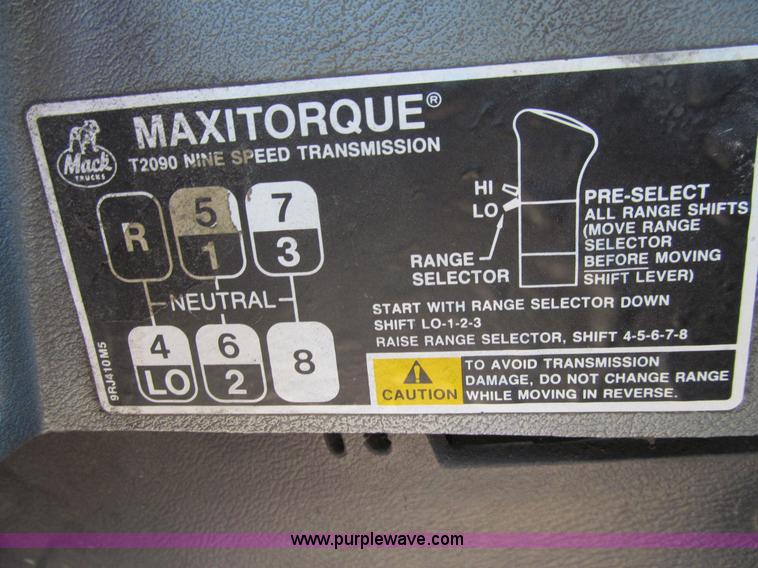 MAXITORQUE®
T2090 NINE SPEED TRANSMISSION
Mack
TRUCKS
R
5
1
7
3
NEUTRAL
4
LO
6
2
8
9RJ410M5
HI
LO
RANGE
SELECTOR
PRE-SELECT
ALL RANGE SHIFTS
(MOVE RANGE
SELECTOR
BEFORE MOVING
SHIFT LEVER)
START WITH RANGE SELECTOR DOWN
SHIFT LO-1-2-3
RAISE RANGE SELECTOR, SHIFT 4-5-6-7-8
CAUTION
TO AVOID TRANSMISSION
DAMAGE, DO NOT CHANGE RANGE
WHILE MOVING IN REVERSE.
www.purplewave.com